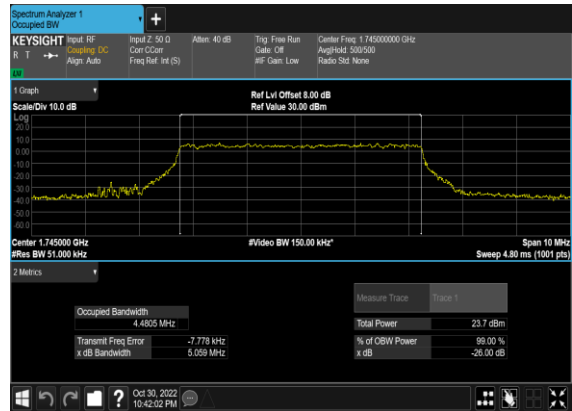 Spectrum Analyzer 1
Occupied BW
+
KEYSIGHT Input: RF Input Z: 50 Ω Atten: 40 dB Trig: Free Run Center Freq: 1.745000000 GHz
R T Coupling: DC Corr CCorr Gate: Off Avg|Hold: 500/500
Align: Auto Freq Ref: Int (S) #IF Gain: Low Radio Std: None
LW
1 Graph
Ref Lvl Offset 8.00 dB
Scale/Div 10.0 dB Ref Value 30.00 dBm
Log
20.0
10.0
0.00
-10.0
-20.0
-30.0
-40.0
-50.0
-60.0
Center 1.745000 GHz #Video BW 150.00 kHz* Span 10 MHz
#Res BW 51.000 kHz Sweep 4.80 ms (1001 pts)
2 Metrics
Measure Trace Trace 1
Occupied Bandwidth
4.4805 MHz Total Power 23.7 dBm
Transmit Freq Error -7.778 kHz % of OBW Power 99.00 %
x dB Bandwidth 5.059 MHz x dB -26.00 dB
? Oct 30, 2022
10:42:02 PM